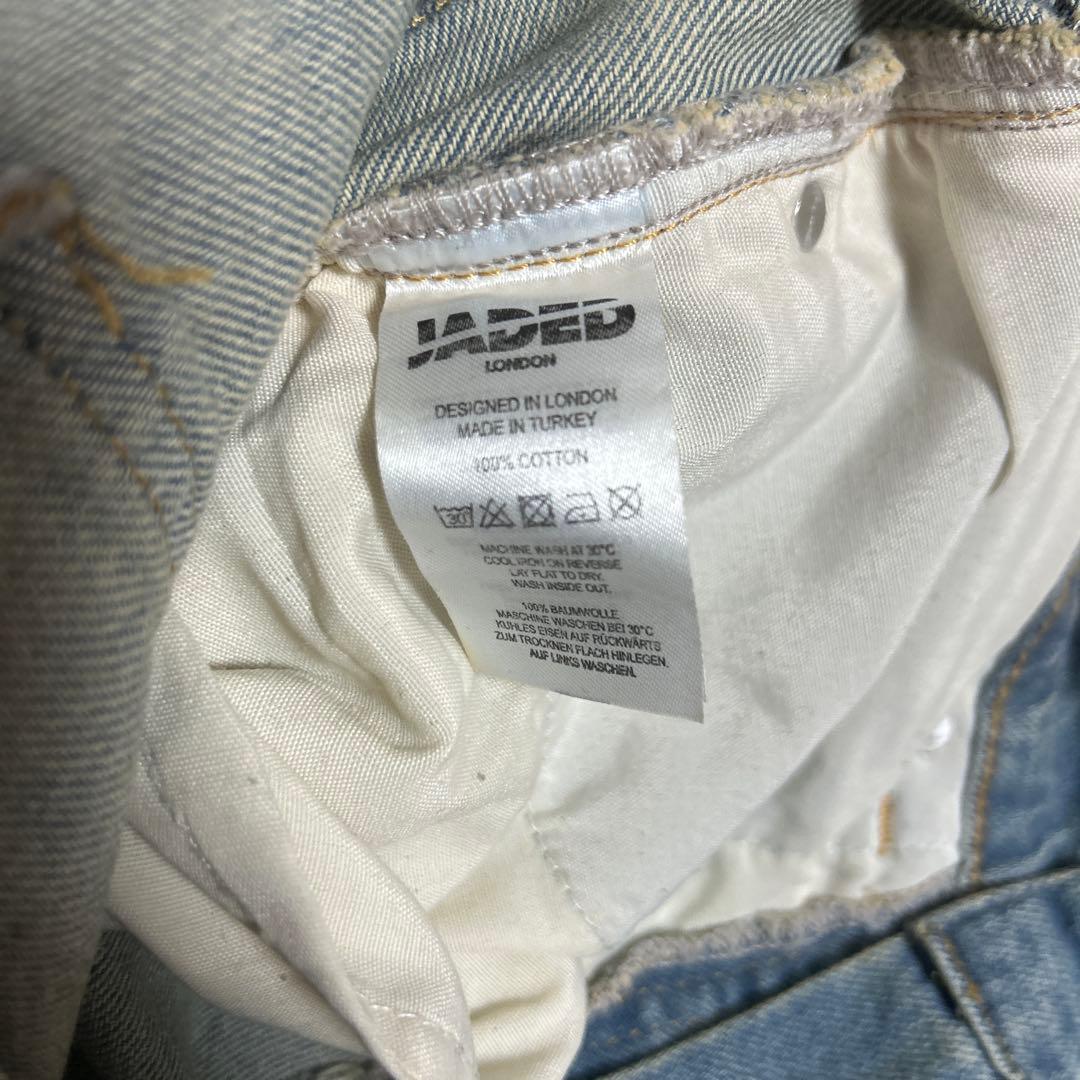 JADED
LONDON
DESIGNED IN LONDON
MADE IN TURKEY
100% COTTON
30°
MACHINE WASH AT 30°C
COOL IRON ON REVERSE
LAY FLAT TO DRY.
WASH INSIDE OUT.
100% BAUMWOLLE
MASCHINE WASCHEN BEI 30°C
KUHLES EISEN AUF RÜCKWÄRTS
ZUM TROCKNEN FLACH HINLEGEN.
AUF LINKS WASCHEN.